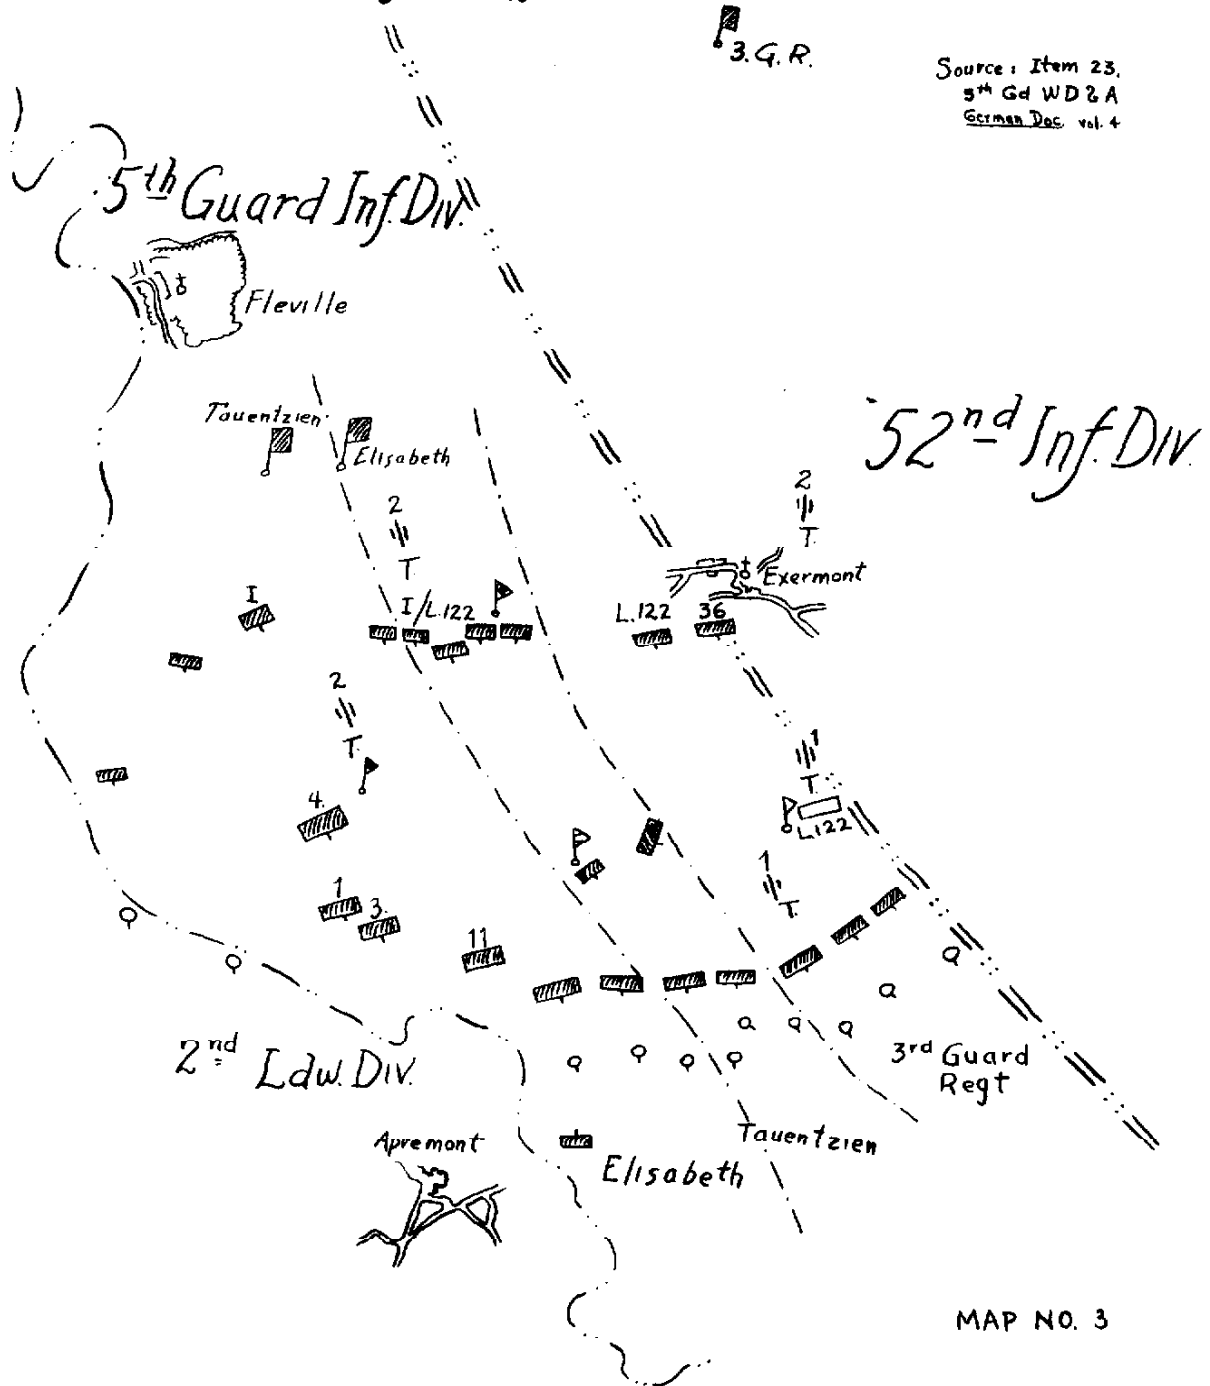 3. G. R.
Source: Item 23,
5th Gd WD & A
German Doc. vol. 4
5th Guard Inf. Div.
Fleville
Tauentzien
Elisabeth
52nd Inf. Div.
2
T.
2
T.
Exermont
I
I/L.122
L.122
36
2
T.
1
T.
L.122
4.
1
T.
1
3.
11
2nd Ldw. Div.
3rd Guard
Regt
Apremont
Tauentzien
Elisabeth
MAP NO. 3